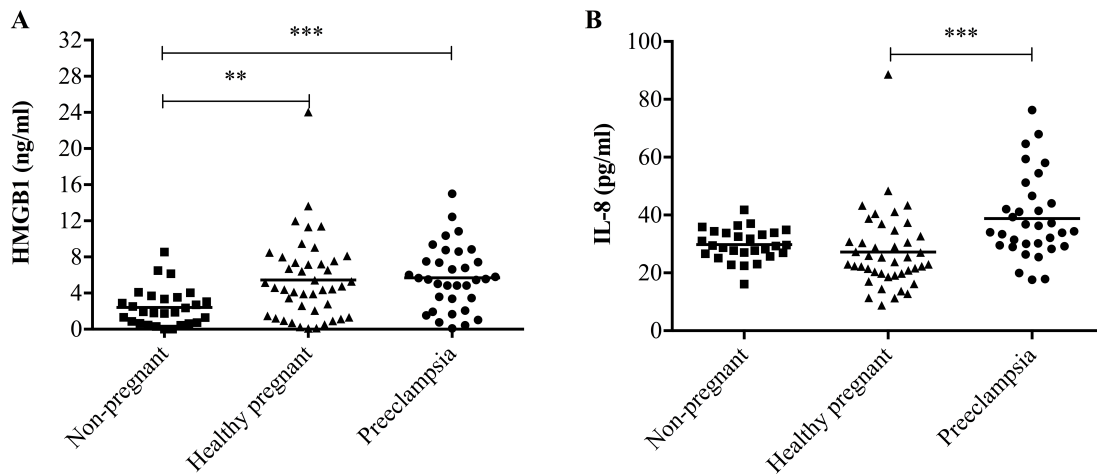 A
HMGB1 (ng/ml)
32
28
24
20
16
12
8
4
0
***
**
Non-pregnant
Healthy pregnant
Preeclampsia
B
IL-8 (pg/ml)
100
80
60
40
20
0
***
Non-pregnant
Healthy pregnant
Preeclampsia